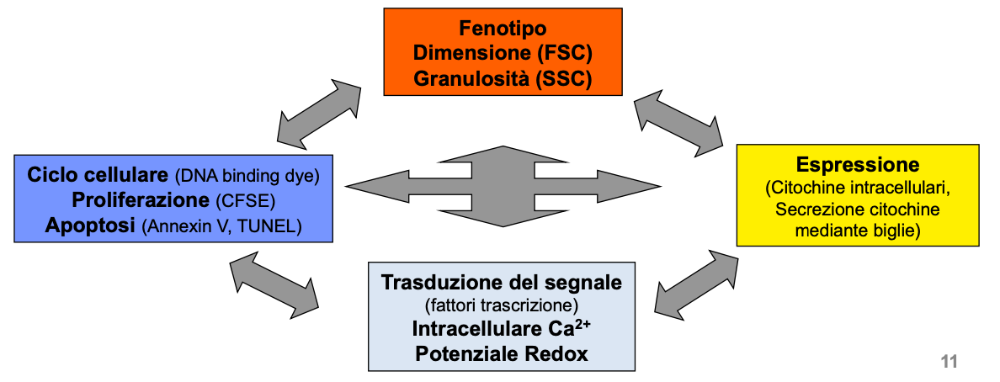 Fenotipo
Dimensione (FSC)
Granulosità (SSC)
Ciclo cellulare (DNA binding dye)
Proliferazione (CFSE)
Apoptosi (Annexin V, TUNEL)
Espressione
(Citochine intracellulari,
Secrezione citochine
mediante biglie)
Trasduzione del segnale
(fattori trascrizione)
Intracellulare Ca²⁺
Potenziale Redox
11